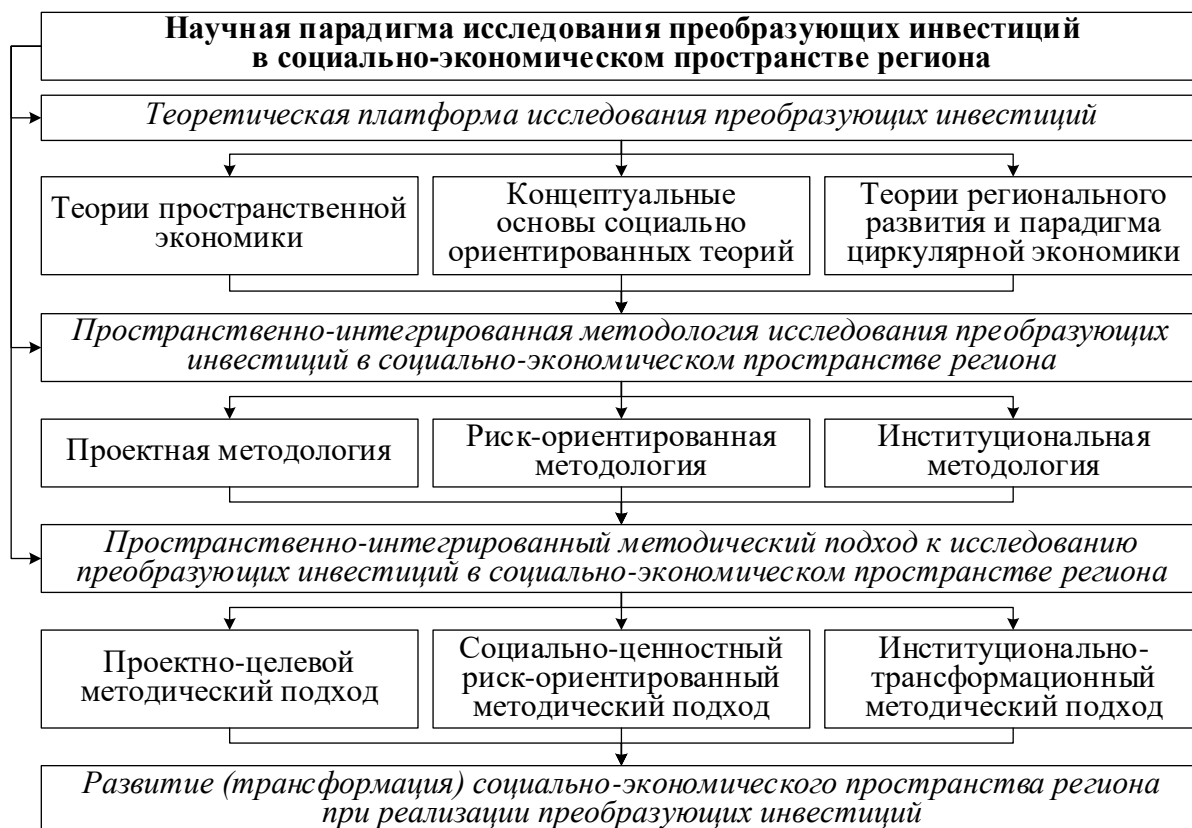 Научная парадигма исследования преобразующих инвестиций
в социально-экономическом пространстве региона
Теоретическая платформа исследования преобразующих инвестиций
Теории пространственной
экономики
Концептуальные
основы социально
ориентированных теорий
Теории регионального
развития и парадигма
циркулярной экономики
Пространственно-интегрированная методология исследования преобразующих
инвестиций в социально-экономическом пространстве региона
Проектная методология
Риск-ориентированная
методология
Институциональная
методология
Пространственно-интегрированный методический подход к исследованию
преобразующих инвестиций в социально-экономическом пространстве региона
Проектно-целевой
методический подход
Социально-ценностный
риск-ориентированный
методический подход
Институционально-
трансформационный
методический подход
Развитие (трансформация) социально-экономического пространства региона
при реализации преобразующих инвестиций